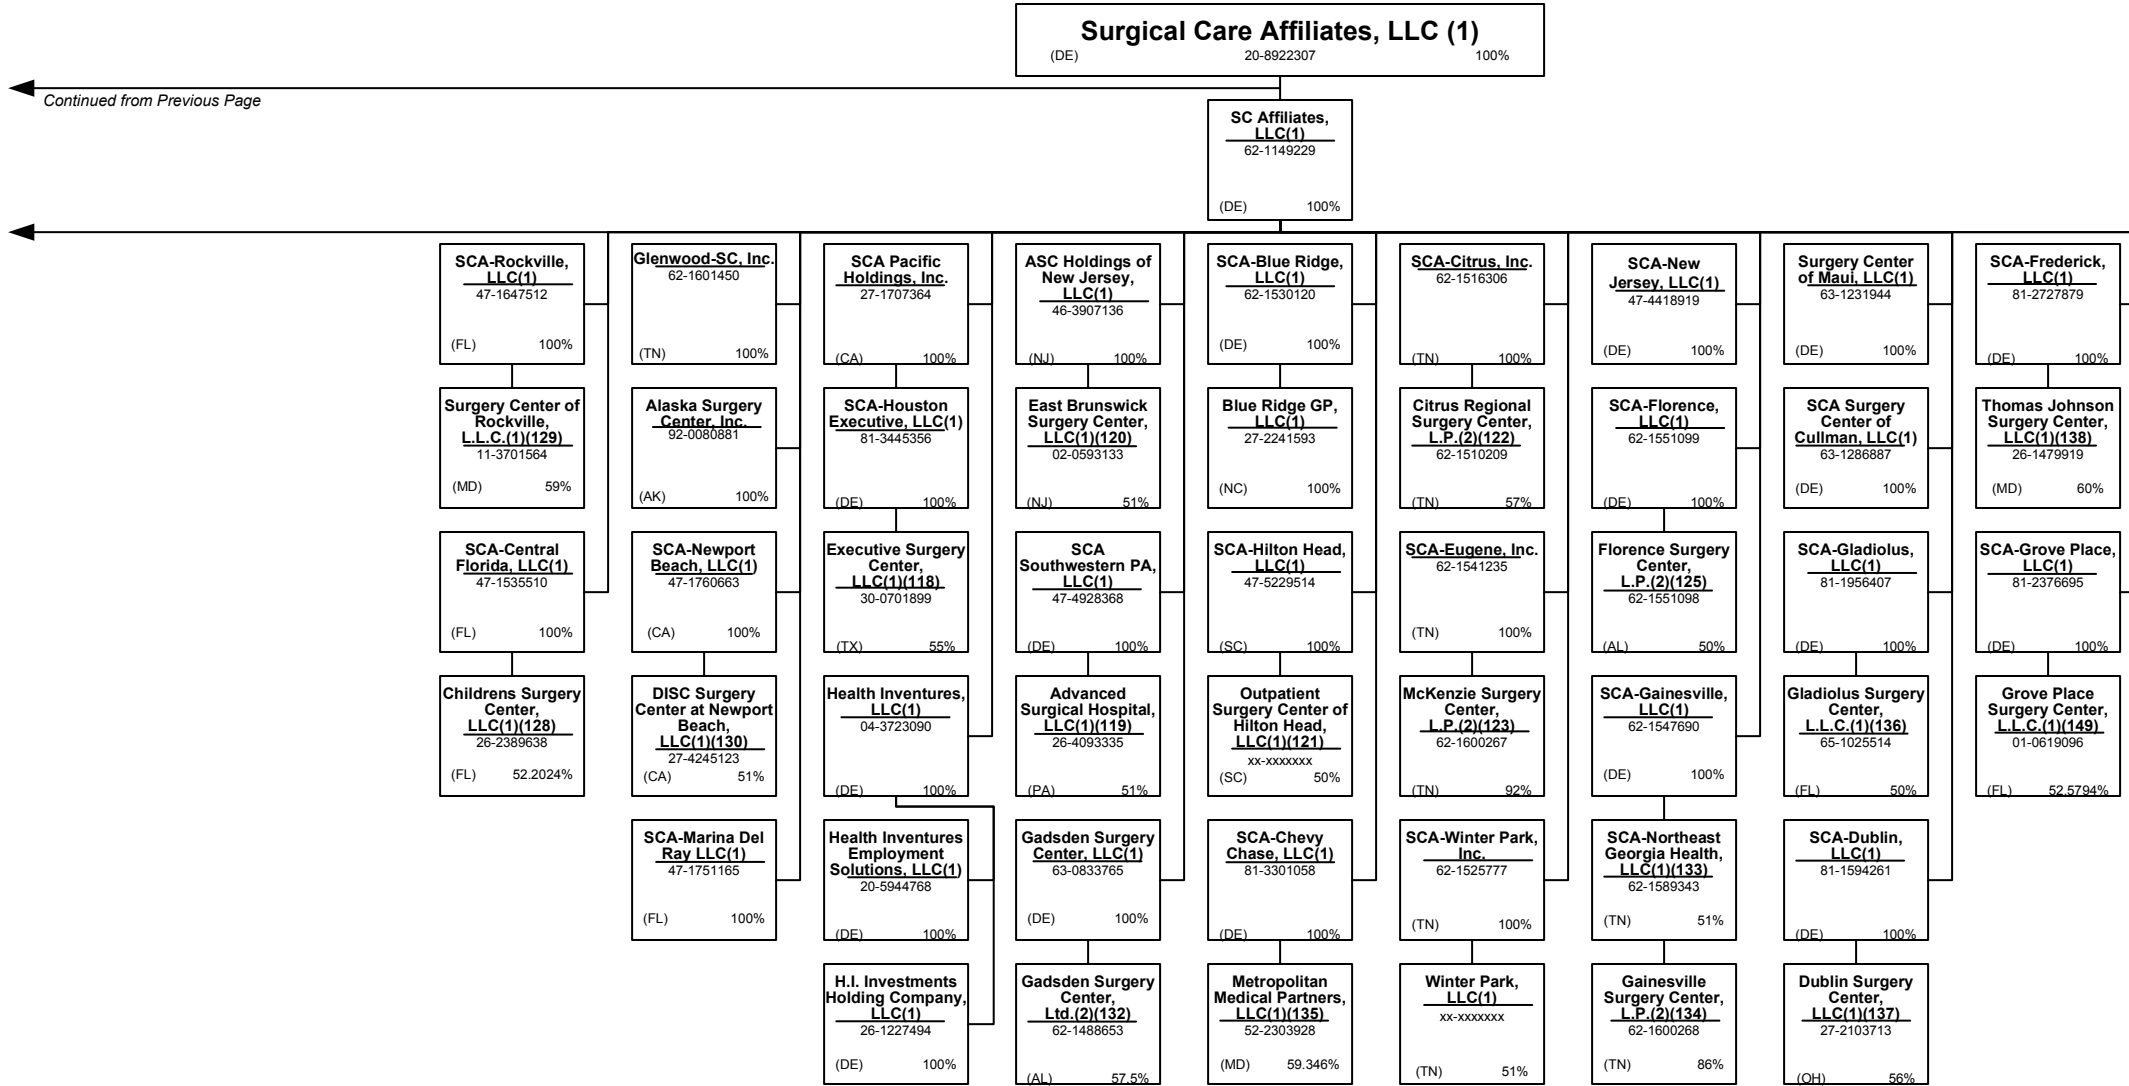 Surgical Care Affiliates, LLC (1)
(DE) 20-8922307 100%
Continued from Previous Page
SC Affiliates,
LLC(1)
62-1149229
(DE) 100%
SCA-Rockville,
LLC(1)
47-1647512
(FL) 100%
Surgery Center of
Rockville,
L.L.C.(1)(129)
11-3701564
(MD) 59%
SCA-Central
Florida, LLC(1)
47-1535510
(FL) 100%
Childrens Surgery
Center,
LLC(1)(128)
26-2389638
(FL) 52.2024%
Glenwood-SC, Inc.
62-1601450
(TN) 100%
Alaska Surgery
Center, Inc.
92-0080881
(AK) 100%
SCA-Newport
Beach, LLC(1)
47-1760663
(CA) 100%
DISC Surgery
Center at Newport
Beach,
LLC(1)(130)
27-4245123
(CA) 51%
SCA-Marina Del
Ray LLC(1)
47-1751165
(FL) 100%
SCA Pacific
Holdings, Inc.
27-1707364
(CA) 100%
SCA-Houston
Executive, LLC(1)
81-3445356
(DE) 100%
Executive Surgery
Center,
LLC(1)(118)
30-0701899
(TX) 55%
Health Inventures,
LLC(1)
04-3723090
(DE) 100%
Health Inventures
Employment
Solutions, LLC(1)
20-5944768
(DE) 100%
H.I. Investments
Holding Company,
LLC(1)
26-1227494
(DE) 100%
ASC Holdings of
New Jersey,
LLC(1)
46-3907136
(NJ) 100%
East Brunswick
Surgery Center,
LLC(1)(120)
02-0593133
(NJ) 51%
SCA
Southwestern PA,
LLC(1)
47-4928368
(DE) 100%
Advanced
Surgical Hospital,
LLC(1)(119)
26-4093335
(PA) 51%
Gadsden Surgery
Center, LLC(1)
63-0833765
(DE) 100%
Gadsden Surgery
Center,
Ltd.(2)(132)
62-1488653
(AL) 57.5%
SCA-Blue Ridge,
LLC(1)
62-1530120
(DE) 100%
Blue Ridge GP,
LLC(1)
27-2241593
(NC) 100%
SCA-Hilton Head,
LLC(1)
47-5229514
(SC) 100%
Outpatient
Surgery Center of
Hilton Head,
LLC(1)(121)
xx-xxxxxxx
(SC) 50%
SCA-Chevy
Chase, LLC(1)
81-3301058
(DE) 100%
Metropolitan
Medical Partners,
LLC(1)(135)
52-2303928
(MD) 59.346%
SCA-Citrus, Inc.
62-1516306
(TN) 100%
Citrus Regional
Surgery Center,
L.P.(2)(122)
62-1510209
(TN) 57%
SCA-Eugene, Inc.
62-1541235
(TN) 100%
McKenzie Surgery
Center,
L.P.(2)(123)
62-1600267
(TN) 92%
SCA-Winter Park,
Inc.
62-1525777
(TN) 100%
Winter Park,
LLC(1)
xx-xxxxxxx
(TN) 51%
SCA-New
Jersey, LLC(1)
47-4418919
(DE) 100%
SCA-Florence,
LLC(1)
62-1551099
(DE) 100%
Florence Surgery
Center,
L.P.(2)(125)
62-1551098
(AL) 50%
SCA-Gainesville,
LLC(1)
62-1547690
(DE) 100%
SCA-Northeast
Georgia Health,
LLC(1)(133)
62-1589343
(TN) 51%
Gainesville
Surgery Center,
L.P.(2)(134)
62-1600268
(TN) 86%
Surgery Center
of Maui, LLC(1)
63-1231944
(DE) 100%
SCA Surgery
Center of
Cullman, LLC(1)
63-1286887
(DE) 100%
SCA-Gladiolus,
LLC(1)
81-1956407
(DE) 100%
Gladiolus Surgery
Center,
L.L.C.(1)(136)
65-1025514
(FL) 50%
SCA-Dublin,
LLC(1)
81-1594261
(DE) 100%
Dublin Surgery
Center,
LLC(1)(137)
27-2103713
(OH) 56%
SCA-Frederick,
LLC(1)
81-2727879
(DE) 100%
Thomas Johnson
Surgery Center,
LLC(1)(138)
26-1479919
(MD) 60%
SCA-Grove Place,
LLC(1)
81-2376695
(DE) 100%
Grove Place
Surgery Center,
L.L.C.(1)(149)
01-0619096
(FL) 52.5794%